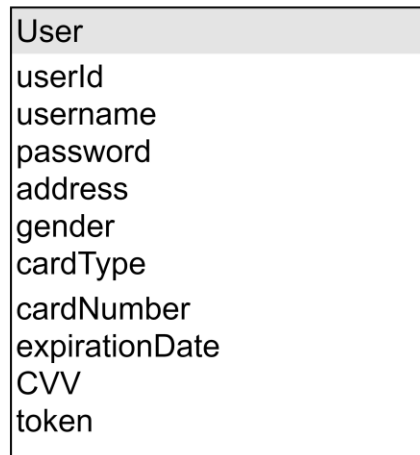 User
userId
username
password
address
gender
cardType
cardNumber
expirationDate
CVV
token